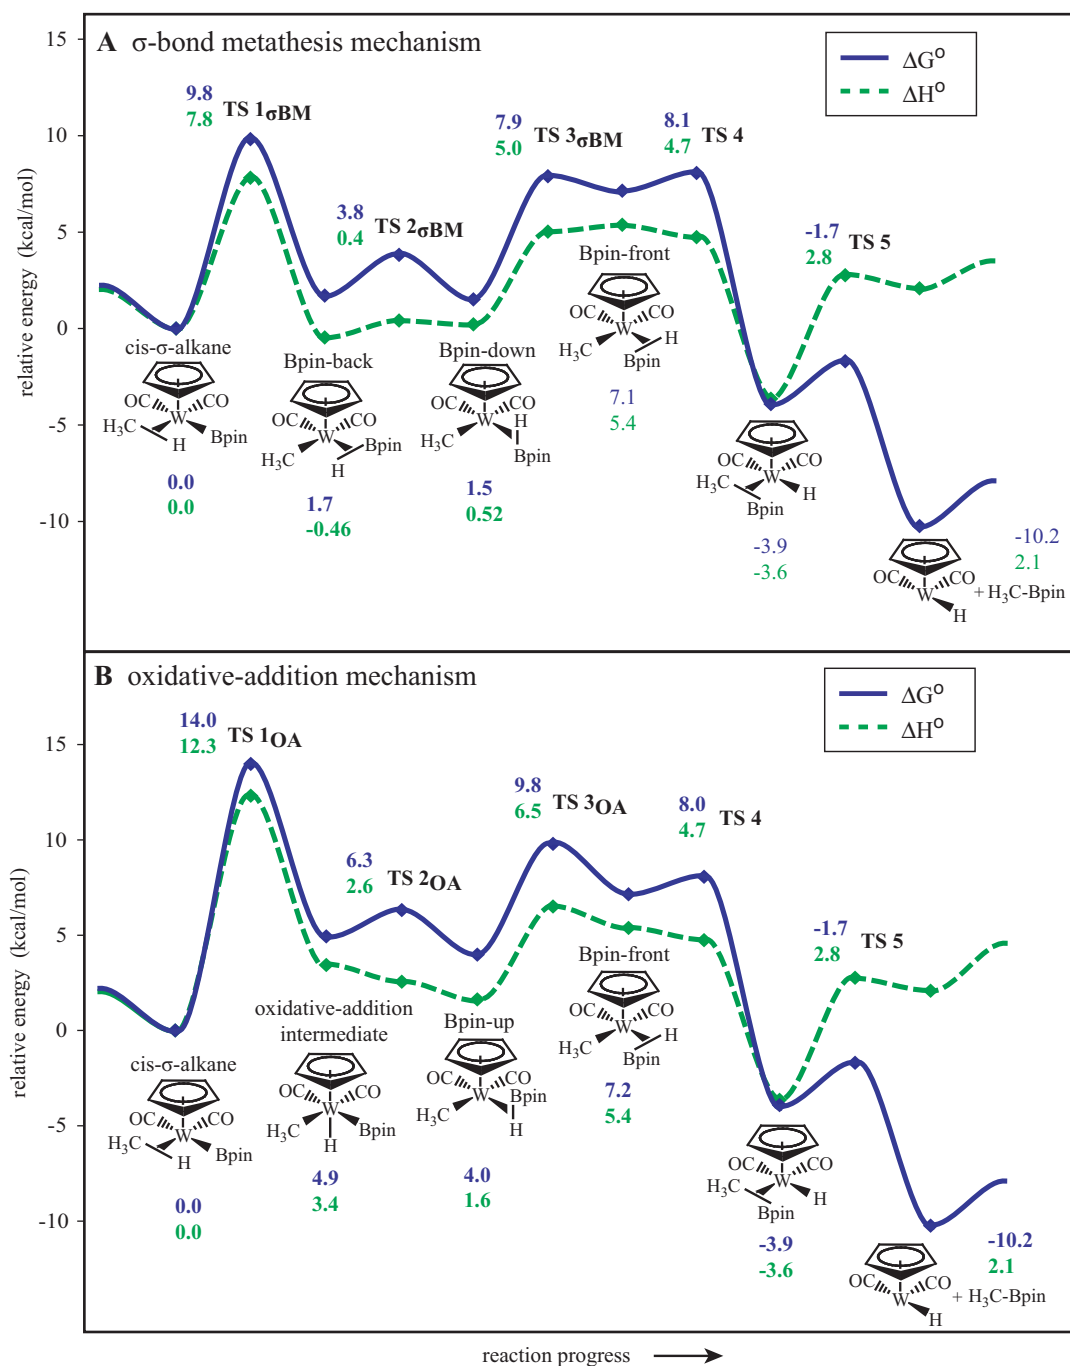 A σ-bond metathesis mechanism
ΔG°
ΔH°
relative energy (kcal/mol)
15
10
5
0
-5
-10
9.8
7.8
TS 1σBM
3.8
0.4
TS 2σBM
7.9
5.0
TS 3σBM
8.1
4.7
TS 4
-1.7
2.8
TS 5
cis-σ-alkane
OC CO
W
H3C H Bpin
0.0
0.0
Bpin-back
OC CO
W
H3C H Bpin
1.7
-0.46
Bpin-down
OC CO
H
W
H3C Bpin
1.5
0.52
Bpin-front
OC CO
W H
H3C Bpin
7.1
5.4
OC CO
H3C W H
Bpin
-3.9
-3.6
OC CO
W
H
+ H3C-Bpin
-10.2
2.1
B oxidative-addition mechanism
ΔG°
ΔH°
relative energy (kcal/mol)
15
10
5
0
-5
-10
14.0
12.3
TS 1OA
6.3
2.6
TS 2OA
9.8
6.5
TS 3OA
8.0
4.7
TS 4
-1.7
2.8
TS 5
cis-σ-alkane
OC CO
W
H3C H Bpin
0.0
0.0
oxidative-addition
intermediate
OC CO
W
H3C Bpin
H
4.9
3.4
Bpin-up
OC CO
W Bpin
H3C H
4.0
1.6
Bpin-front
OC CO
W H
H3C Bpin
7.2
5.4
OC CO
H3C W H
Bpin
-3.9
-3.6
OC CO
W
H
+ H3C-Bpin
-10.2
2.1
reaction progress